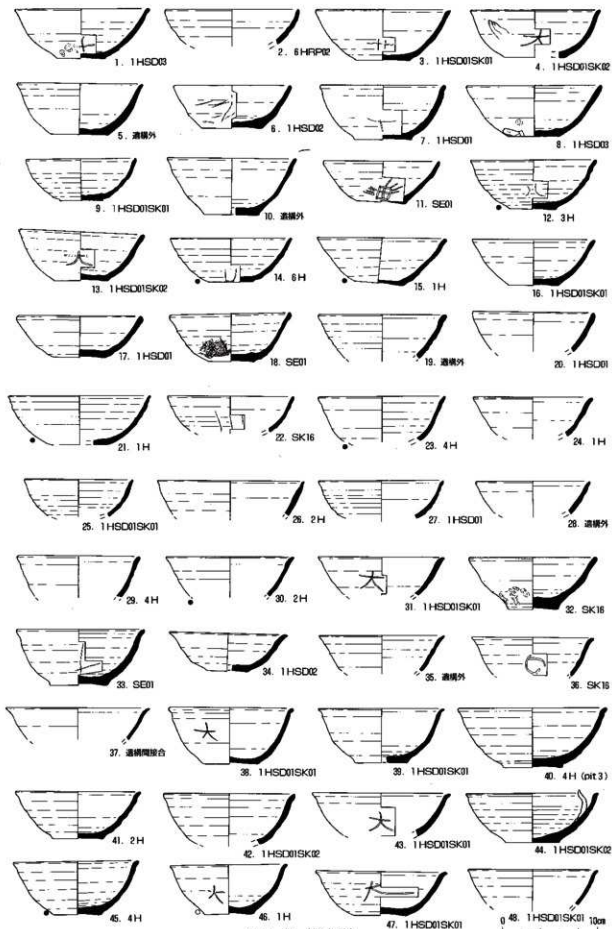 1. 1HSD03
2. 6HRP02
3. 1HSD01SK01
4. 1HSD01SK02
5. 遺構外
6. 1HSD02
7. 1HSD01
8. 1HSD03
9. 1HSD01SK01
10. 遺構外
11. SE01
12. 3H
大
13. 1HSD01SK02
14. 6H
15. 1H
16. 1HSD01SK01
17. 1HSD01
18. SE01
19. 遺構外
20. 1HSD01
21. 1H
22. SK16
23. 4H
24. 1H
25. 1HSD01SK01
26. 2H
27. 1HSD01
28. 遺構外
29. 4H
30. 2H
大
31. 1HSD01SK01
32. SK16
33. SE01
34. 1HSD02
35. 遺構外
36. SK16
37. 遺構間接合
大
38. 1HSD01SK01
39. 1HSD01SK01
40. 4H (pit3)
41. 2H
42. 1HSD01SK02
大
43. 1HSD01SK01
44. 1HSD01SK02
45. 4H
46. 1H
47. 1HSD01SK01
48. 1HSD01SK01
0 10cm